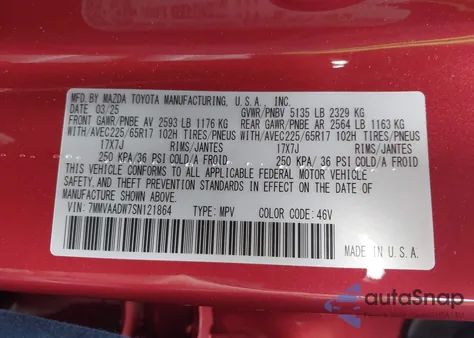 MFD. BY MAZDA TOYOTA MANUFACTURING, U.S.A., INC.
03/25 GVWR/PNBV 5135 LB 2329 KG
FRONT GAWR/PNBE AV 2593 LB 1176 KG REAR GAWR/PNBE AR 2564 LB 1163 KG
WITH/AVEC225/65R17 102H TIRES/PNEUS WITH/AVEC225/65R17 102H TIRES/PNEUS
17X7J RIMS/JANTES 17X7J RIMS/JANTES
250 KPA/ 36 PSI COLD/A FROID 250 KPA/ 36 PSI COLD/A FROID
THIS VEHICLE CONFORMS TO ALL APPLICABLE FEDERAL MOTOR VEHICLE
SAFETY, BUMPER, AND THEFT PREVENTION STANDARDS IN EFFECT
ON THE DATE OF MANUFACTURE SHOWN ABOVE.
VIN: 7MMVAADW7SN121864 TYPE: MPV COLOR CODE: 46V
MADE IN U.S.A.
autoSnap